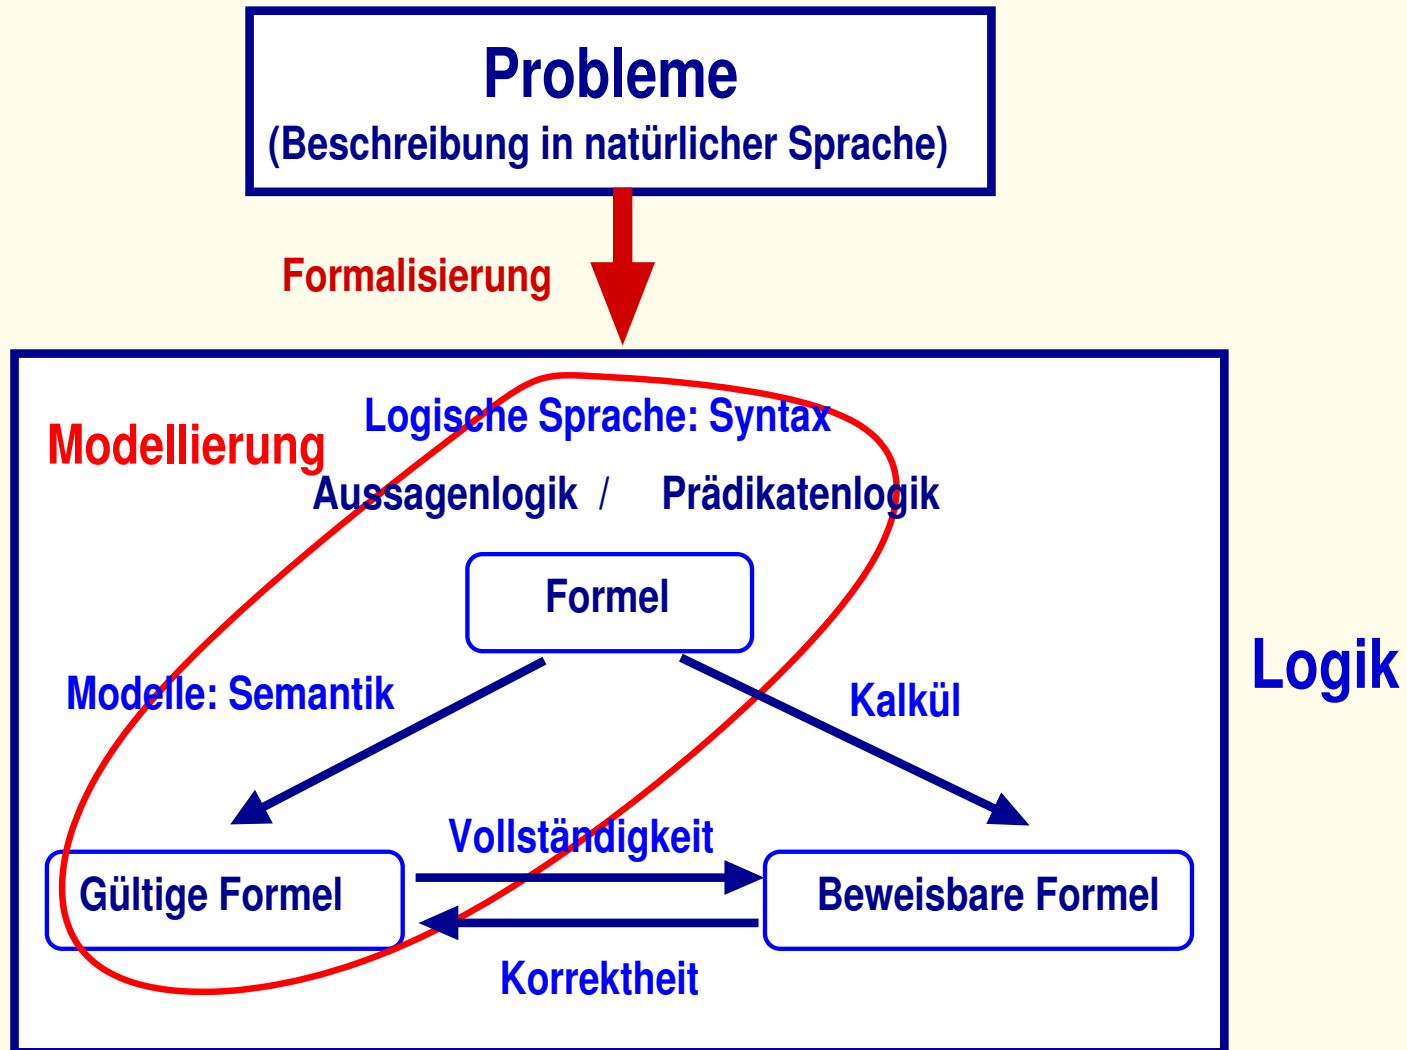 Probleme
(Beschreibung in natürlicher Sprache)
Formalisierung
Logische Sprache: Syntax
Modellierung
Aussagenlogik / Prädikatenlogik
Formel
Logik
Modelle: Semantik
Kalkül
Vollständigkeit
Gültige Formel
Beweisbare Formel
Korrektheit